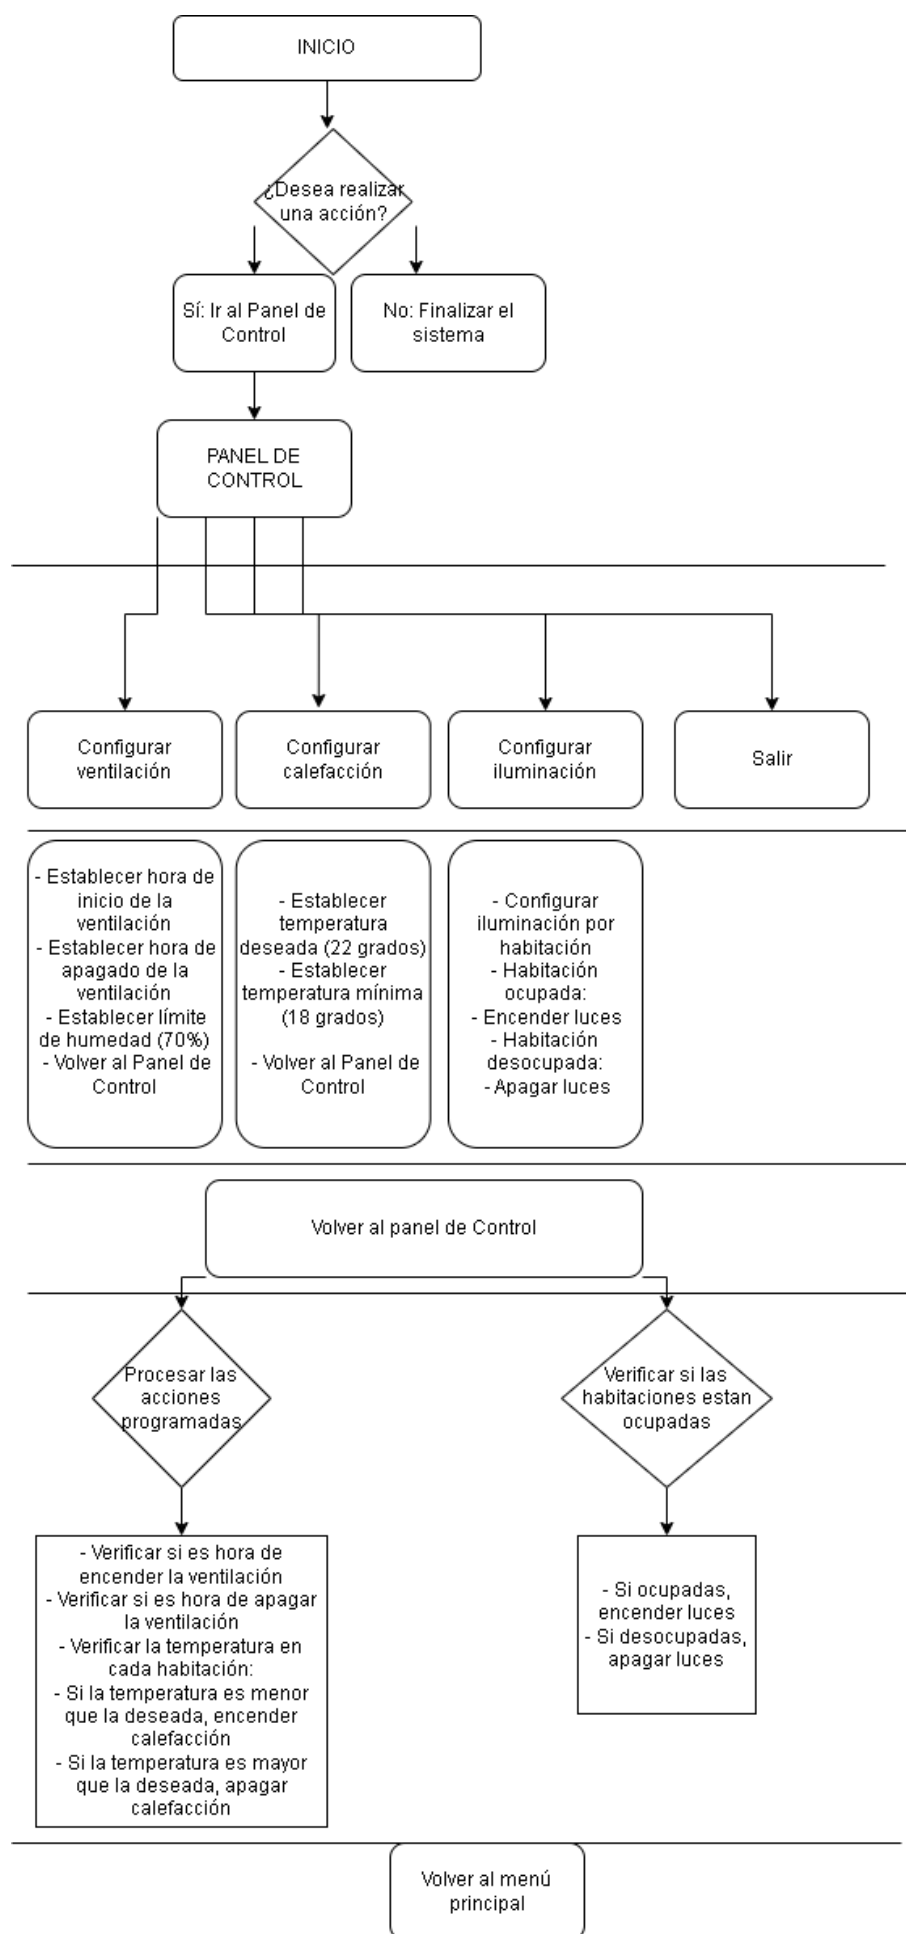 INICIO
¿Desea realizar
una acción?
Sí: Ir al Panel de
Control
No: Finalizar el
sistema
PANEL DE
CONTROL
Configurar
ventilación
Configurar
calefacción
Configurar
iluminación
Salir
- Establecer hora de
inicio de la
ventilación
- Establecer hora de
apagado de la
ventilación
- Establecer límite
de humedad (70%)
- Volver al Panel de
Control
- Establecer
temperatura
deseada (22 grados)
- Establecer
temperatura mínima
(18 grados)
- Volver al Panel de
Control
- Configurar
iluminación por
habitación
- Habitación
ocupada:
- Encender luces
- Habitación
desocupada:
- Apagar luces
Volver al panel de Control
Procesar las
acciones
programadas
Verificar si las
habitaciones estan
ocupadas
- Verificar si es hora de
encender la ventilación
- Verificar si es hora de apagar
la ventilación
- Verificar la temperatura en
cada habitación:
- Si la temperatura es menor
que la deseada, encender
calefacción
- Si la temperatura es mayor
que la deseada, apagar
calefacción
- Si ocupadas,
encender luces
- Si desocupadas,
apagar luces
Volver al menú
principal